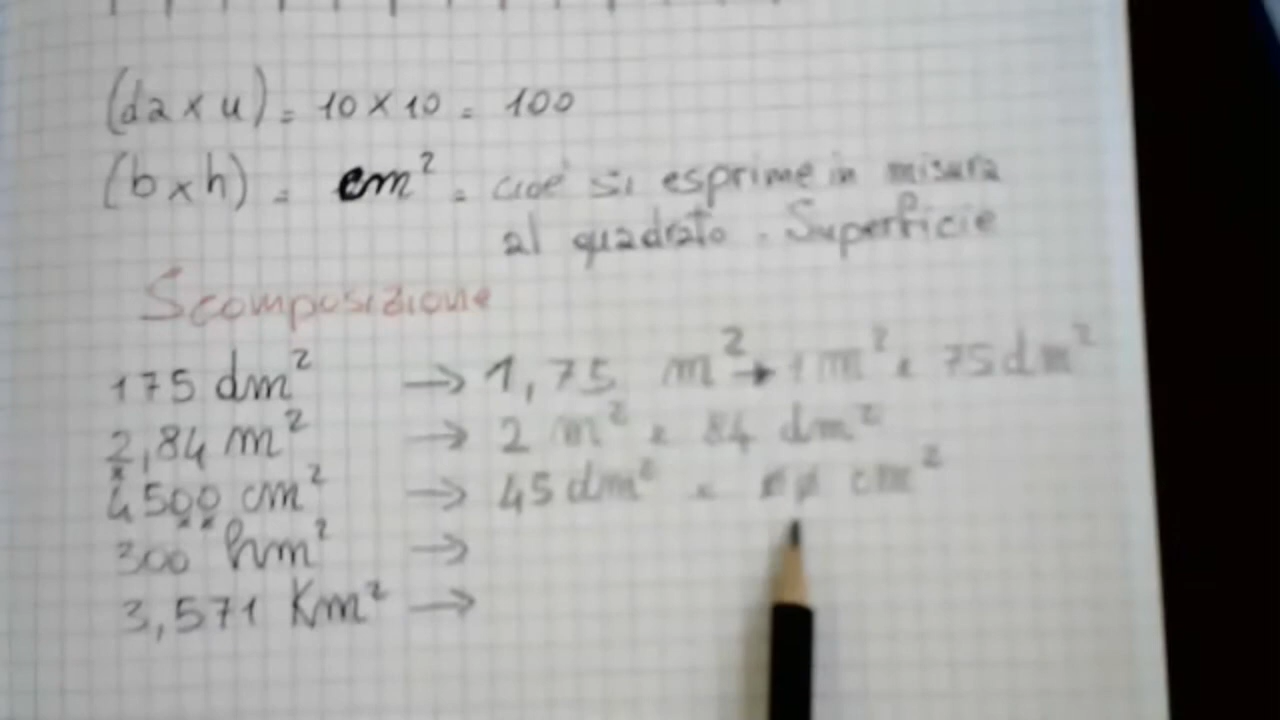 (da x u) = 10 x 10 = 100
(b x h) = cm² = cioè si esprime in misura
al quadrato . Superficie
Scomposizione
175 dm² → 1,75 m² → 1 m² e 75 dm²
2,84 m² → 2 m² e 84 dm²
4500 cm² → 45 dm² e cm²
300 hm² →
3,571 Km² →